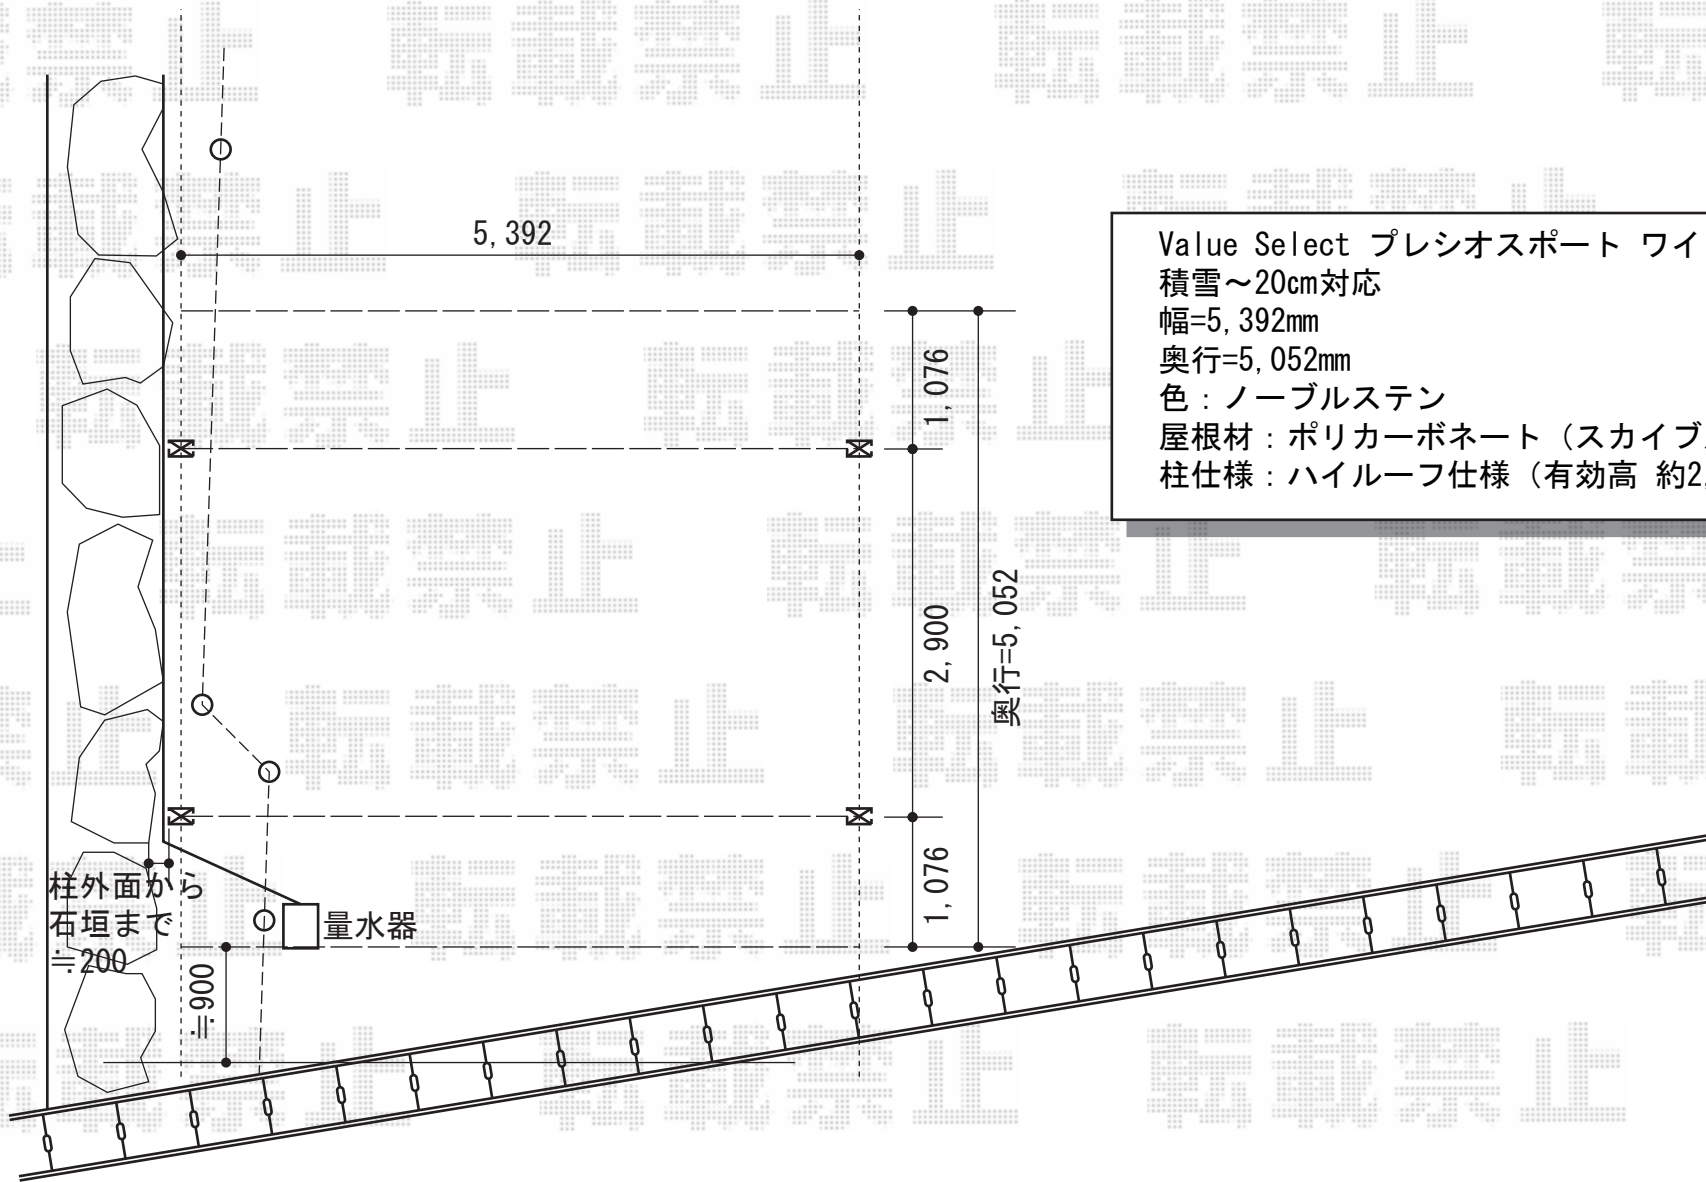 転載禁止
5,392
Value Select プレシオスポート ワイ
積雪〜20cm対応
幅=5,392mm
奥行=5,052mm
色：ノーブルステン
屋根材：ポリカーボネート（スカイブ
柱仕様：ハイルーフ仕様（有効高 約2,
1,076
2,900
奥行=5,052
1,076
柱外面から
石垣まで
≒200
量水器
≒900